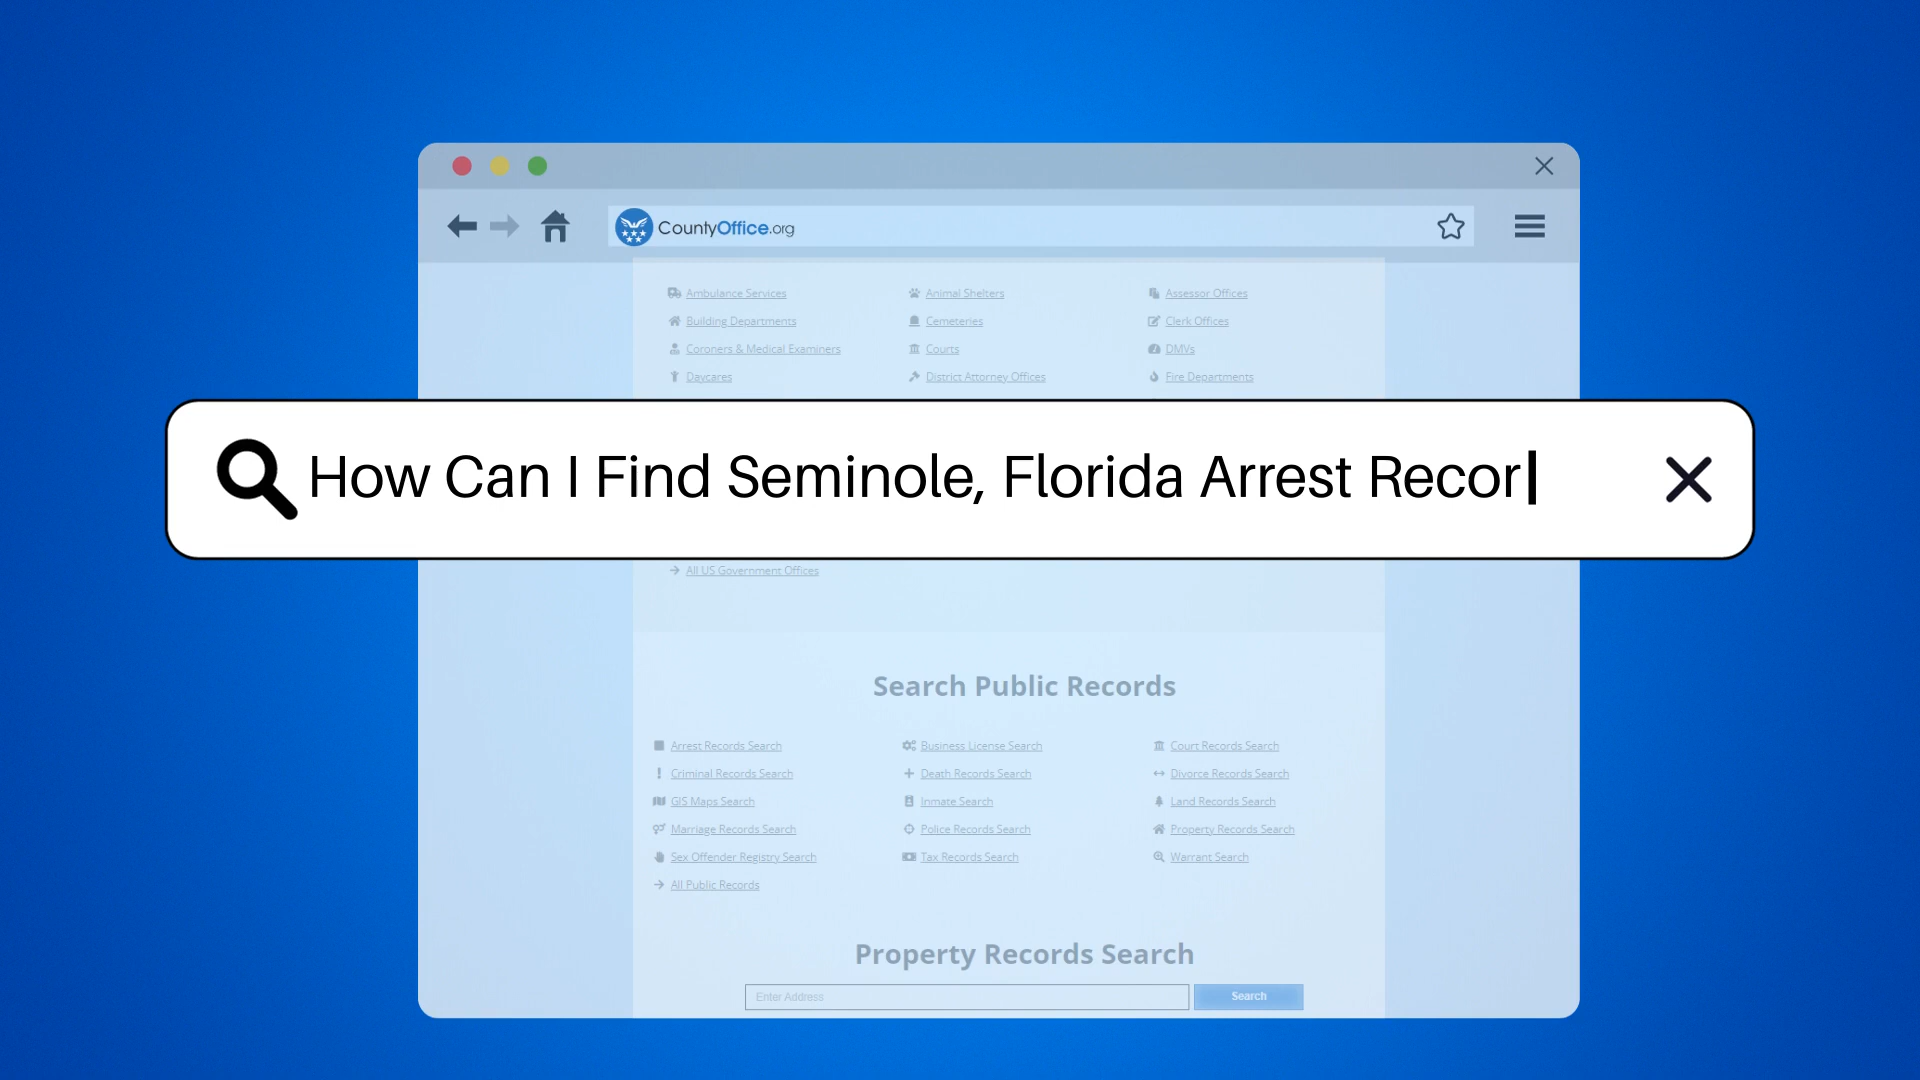 CountyOffice.org
Ambulance Services Animal Shelters Assessor Offices
Building Departments Cemeteries Clerk Offices
Coroners & Medical Examiners Courts DMVs
Daycares District Attorney Offices Fire Departments
How Can I Find Seminole, Florida Arrest Recor
All US Government Offices
Search Public Records
Arrest Records Search Business License Search Court Records Search
Criminal Records Search Death Records Search Divorce Records Search
GIS Maps Search Inmate Search Land Records Search
Marriage Records Search Police Records Search Property Records Search
Sex Offender Registry Search Tax Records Search Warrant Search
All Public Records
Property Records Search
Enter Address Search